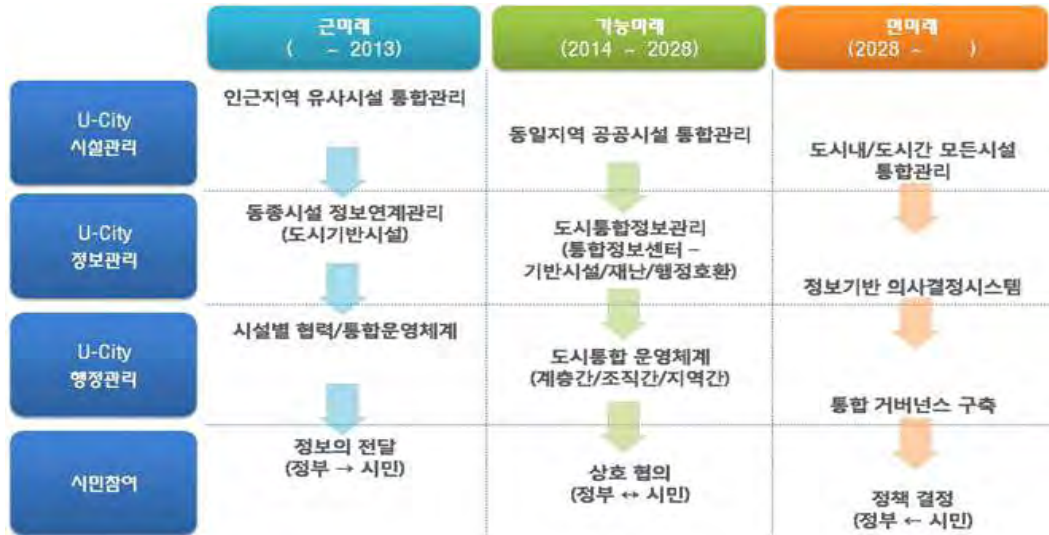 근미래
( ~ 2013)
가능미래
(2014 ~ 2028)
먼미래
(2028 ~ )
U-City
시설관리
인근지역 유사시설 통합관리
동일지역 공공시설 통합관리
도시내/도시간 모든시설
통합관리
U-City
정보관리
동종시설 정보연계관리
(도시기반시설)
도시통합정보관리
(통합정보센터 –
기반시설/재난/행정호환)
정보기반 의사결정시스템
U-City
행정관리
시설별 협력/통합운영체계
도시통합 운영체계
(계층간/조직간/지역간)
통합 거버넌스 구축
시민참여
정보의 전달
(정부 → 시민)
상호 협의
(정부 ↔ 시민)
정책 결정
(정부 ← 시민)